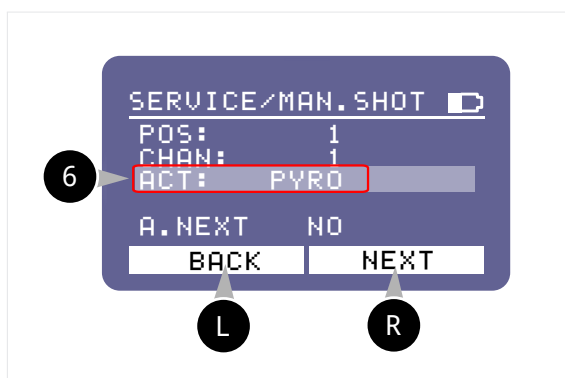 SERVICE/MAN.SHOT
POS: 1
CHAN: 1
6
ACT: PYRO
A.NEXT NO
BACK NEXT
L R